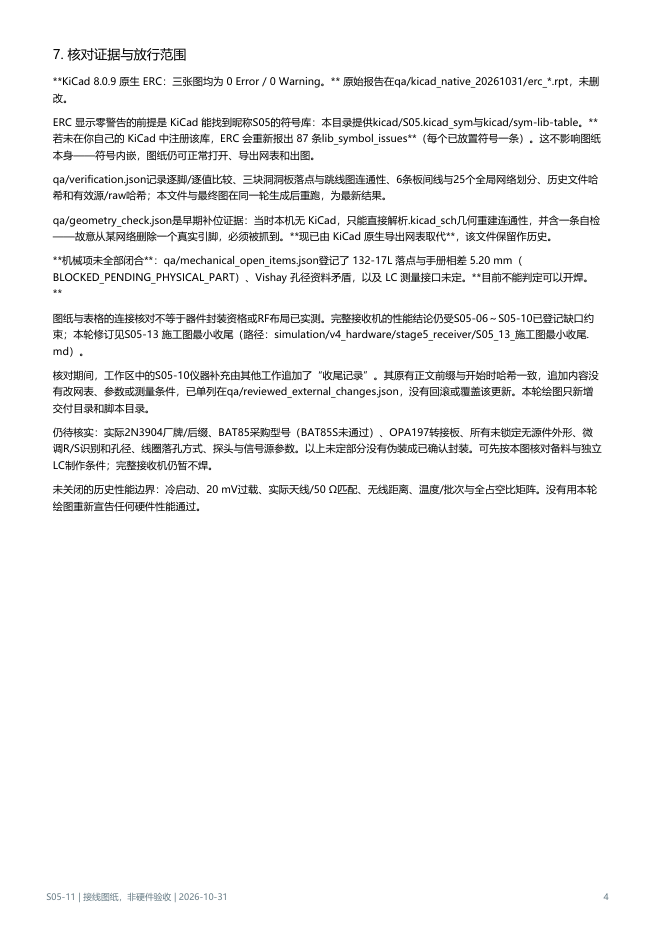 7. 核对证据与放行范围
**KiCad 8.0.9 原生 ERC：三张图均为 0 Error / 0 Warning。** 原始报告在qa/kicad_native_20261031/erc_*.rpt，未删
改。
ERC 显示零警告的前提是 KiCad 能找到昵称S05的符号库：本目录提供kicad/S05.kicad_sym与kicad/sym-lib-table。**
若未在你自己的 KiCad 中注册该库，ERC 会重新报出 87 条lib_symbol_issues**（每个已放置符号一条）。这不影响图纸
本身——符号内嵌，图纸仍可正常打开、导出网表和出图。
qa/verification.json记录逐脚/逐值比较、三块洞洞板落点与跳线图连通性、6条板间线与25个全局网络划分、历史文件哈
希和有效源/raw哈希；本文件与最终图在同一轮生成后重跑，为最新结果。
qa/geometry_check.json是早期补位证据：当时本机无 KiCad，只能直接解析.kicad_sch几何重建连通性，并含一条自检
——故意从某网络删除一个真实引脚，必须被抓到。**现已由 KiCad 原生导出网表取代**，该文件保留作历史。
**机械项未全部闭合**：qa/mechanical_open_items.json登记了 132-17L 落点与手册相差 5.20 mm（
BLOCKED_PENDING_PHYSICAL_PART）、Vishay 孔径资料矛盾，以及 LC 测量接口未定。**目前不能判定可以开焊。
**
图纸与表格的连接核对不等于器件封装资格或RF布局已实测。完整接收机的性能结论仍受S05-06～S05-10已登记缺口约
束；本轮修订见S05-13 施工图最小收尾（路径：simulation/v4_hardware/stage5_receiver/S05_13_施工图最小收尾.
md）。
核对期间，工作区中的S05-10仪器补充由其他工作追加了“收尾记录”。其原有正文前缀与开始时哈希一致，追加内容没
有改网表、参数或测量条件，已单列在qa/reviewed_external_changes.json，没有回滚或覆盖该更新。本轮绘图只新增
交付目录和脚本目录。
仍待核实：实际2N3904厂牌/后缀、BAT85采购型号（BAT85S未通过）、OPA197转接板、所有未锁定无源件外形、微
调R/S识别和孔径、线圈落孔方式、探头与信号源参数。以上未定部分没有伪装成已确认封装。可先按本图核对备料与独立
LC制作条件；完整接收机仍暂不焊。
未关闭的历史性能边界：冷启动、20 mV过载、实际天线/50 Ω匹配、无线距离、温度/批次与全占空比矩阵。没有用本轮
绘图重新宣告任何硬件性能通过。
S05-11 | 接线图纸，非硬件验收 | 2026-10-31
4